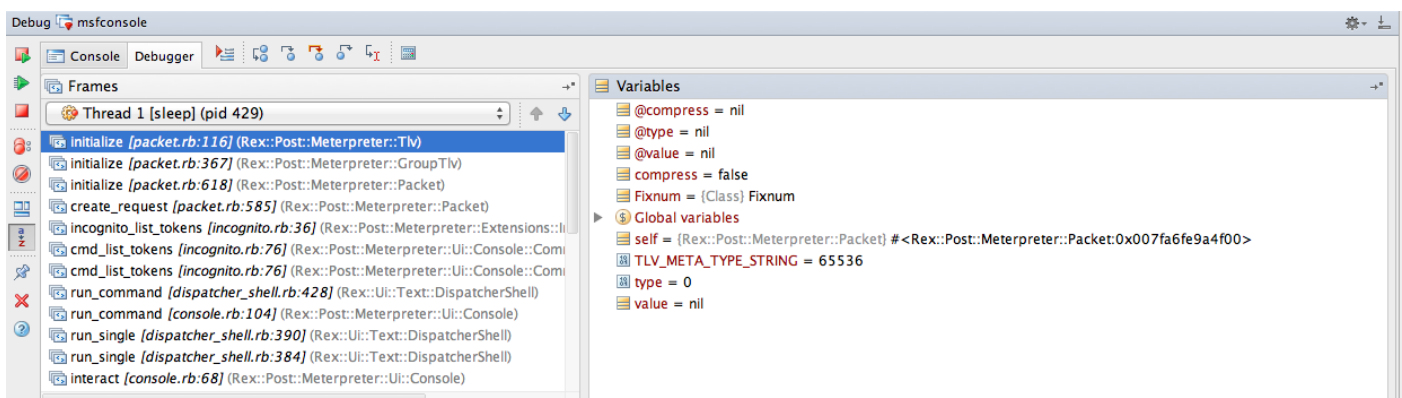 Debug msfconsole
Console Debugger
Frames
Thread 1 [sleep] (pid 429)
initialize [packet.rb:116] (Rex::Post::Meterpreter::Tlv)
initialize [packet.rb:367] (Rex::Post::Meterpreter::GroupTlv)
initialize [packet.rb:618] (Rex::Post::Meterpreter::Packet)
create_request [packet.rb:585] (Rex::Post::Meterpreter::Packet)
incognito_list_tokens [incognito.rb:36] (Rex::Post::Meterpreter::Extensions::I
cmd_list_tokens [incognito.rb:76] (Rex::Post::Meterpreter::Ui::Console::Com
cmd_list_tokens [incognito.rb:76] (Rex::Post::Meterpreter::Ui::Console::Com
run_command [dispatcher_shell.rb:428] (Rex::Ui::Text::DispatcherShell)
run_command [console.rb:104] (Rex::Post::Meterpreter::Ui::Console)
run_single [dispatcher_shell.rb:390] (Rex::Ui::Text::DispatcherShell)
run_single [dispatcher_shell.rb:384] (Rex::Ui::Text::DispatcherShell)
interact [console.rb:68] (Rex::Post::Meterpreter::Ui::Console)
Variables
@compress = nil
@type = nil
@value = nil
compress = false
Fixnum = {Class} Fixnum
Global variables
self = {Rex::Post::Meterpreter::Packet} #<Rex::Post::Meterpreter::Packet:0x007fa6fe9a4f00>
TLV_META_TYPE_STRING = 65536
type = 0
value = nil